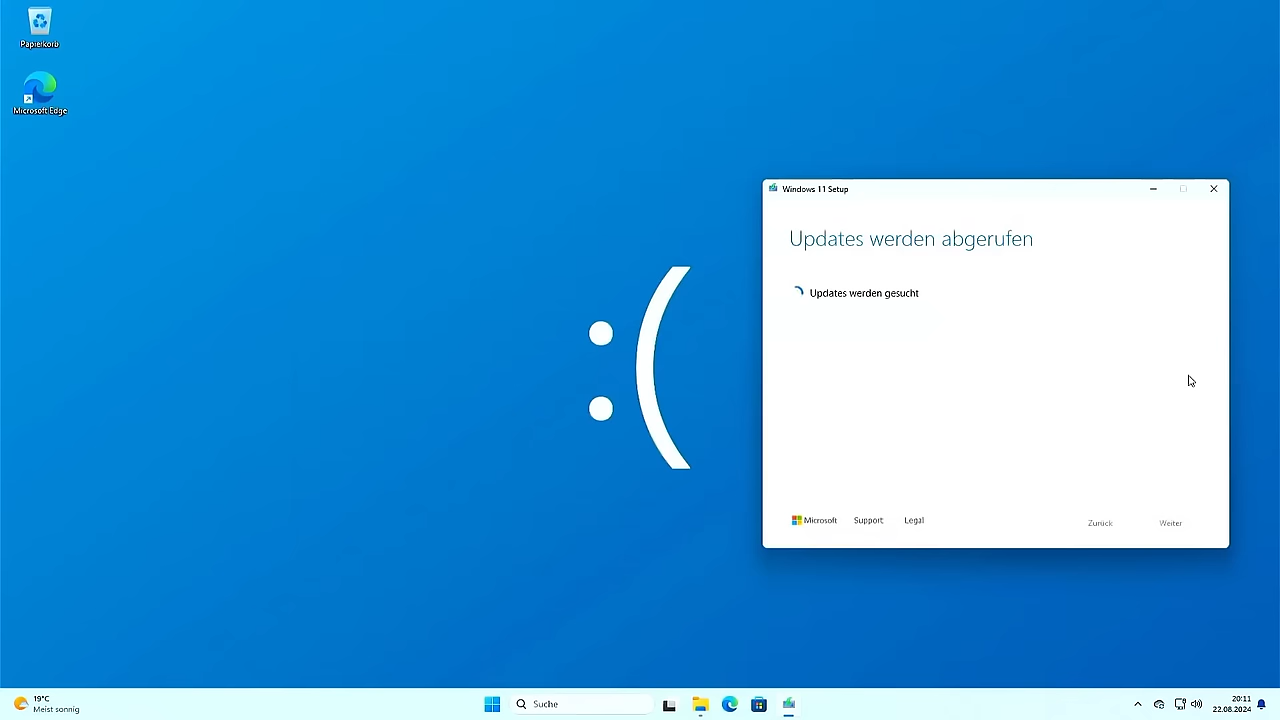 Papierkorb
Microsoft Edge
:(
Windows 11 Setup
Updates werden abgerufen
Updates werden gesucht
Microsoft Support Legal
Zurück Weiter
19°C
Meist sonnig
Suche
20:11
22.08.2024